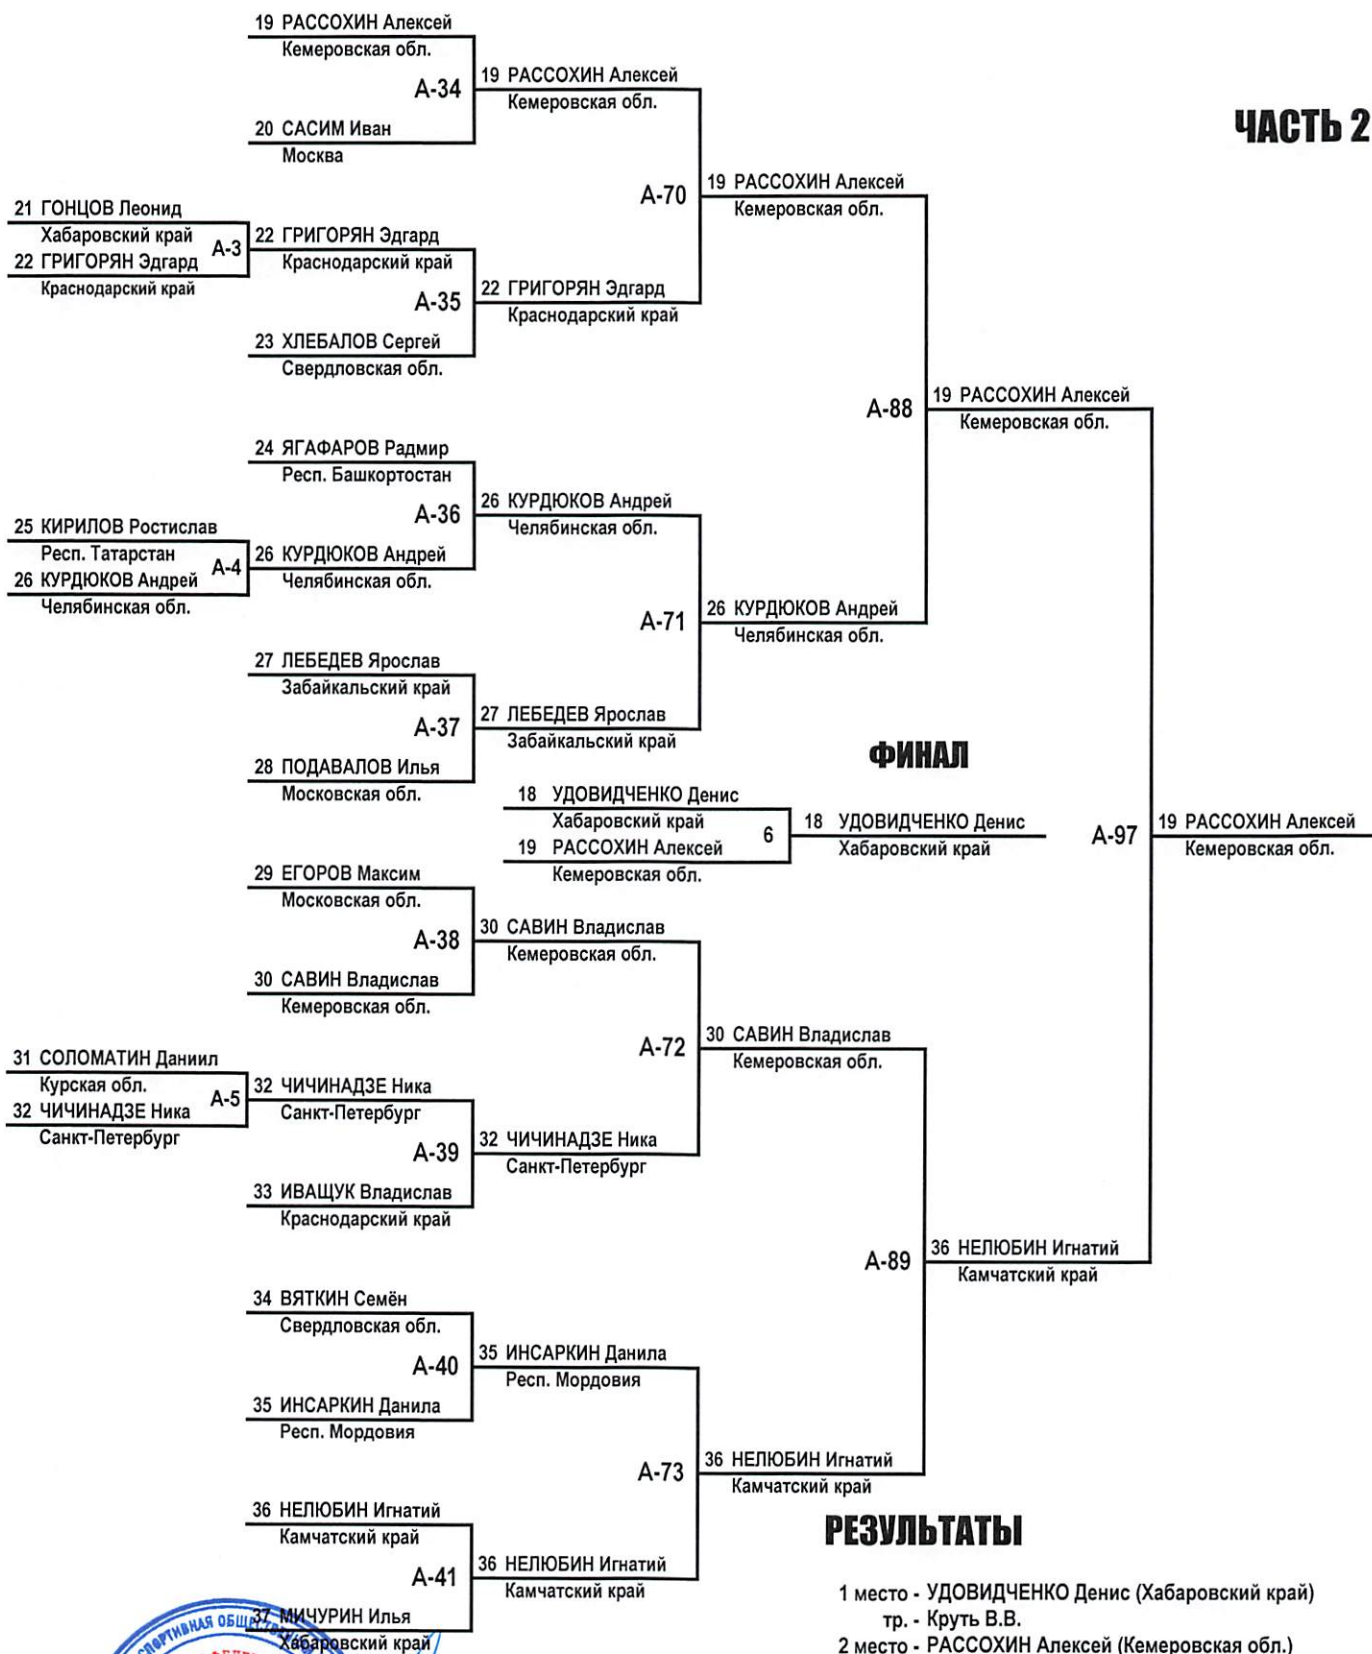 19 РАССОХИН Алексей
Кемеровская обл.
А-34
19 РАССОХИН Алексей
Кемеровская обл.
20 САСИМ Иван
Москва
ЧАСТЬ 2
А-70
19 РАССОХИН Алексей
Кемеровская обл.
21 ГОНЦОВ Леонид
Хабаровский край
А-3
22 ГРИГОРЯН Эдгард
Краснодарский край
22 ГРИГОРЯН Эдгард
Краснодарский край
А-35
22 ГРИГОРЯН Эдгард
Краснодарский край
23 ХЛЕБАЛОВ Сергей
Свердловская обл.
А-88
19 РАССОХИН Алексей
Кемеровская обл.
24 ЯГАФАРОВ Радмир
Респ. Башкортостан
А-36
26 КУРДЮКОВ Андрей
Челябинская обл.
25 КИРИЛОВ Ростислав
Респ. Татарстан
А-4
26 КУРДЮКОВ Андрей
Челябинская обл.
26 КУРДЮКОВ Андрей
Челябинская обл.
А-71
26 КУРДЮКОВ Андрей
Челябинская обл.
27 ЛЕБЕДЕВ Ярослав
Забайкальский край
А-37
27 ЛЕБЕДЕВ Ярослав
Забайкальский край
28 ПОДАВАЛОВ Илья
Московская обл.
ФИНАЛ
18 УДОВИДЧЕНКО Денис
Хабаровский край
6
18 УДОВИДЧЕНКО Денис
Хабаровский край
19 РАССОХИН Алексей
Кемеровская обл.
А-97
19 РАССОХИН Алексей
Кемеровская обл.
29 ЕГОРОВ Максим
Московская обл.
А-38
30 САВИН Владислав
Кемеровская обл.
30 САВИН Владислав
Кемеровская обл.
А-72
30 САВИН Владислав
Кемеровская обл.
31 СОЛОМАТИН Даниил
Курская обл.
А-5
32 ЧИЧИНАДЗЕ Ника
Санкт-Петербург
32 ЧИЧИНАДЗЕ Ника
Санкт-Петербург
А-39
32 ЧИЧИНАДЗЕ Ника
Санкт-Петербург
33 ИВАЩУК Владислав
Краснодарский край
А-89
36 НЕЛЮБИН Игнатий
Камчатский край
34 ВЯТКИН Семён
Свердловская обл.
А-40
35 ИНСАРКИН Данила
Респ. Мордовия
35 ИНСАРКИН Данила
Респ. Мордовия
А-73
36 НЕЛЮБИН Игнатий
Камчатский край
36 НЕЛЮБИН Игнатий
Камчатский край
А-41
36 НЕЛЮБИН Игнатий
Камчатский край
37 МИЧУРИН Илья
Хабаровский край
РЕЗУЛЬТАТЫ
1 место - УДОВИДЧЕНКО Денис (Хабаровский край)
тр. - Круть В.В.
2 место - РАССОХИН Алексей (Кемеровская обл.)